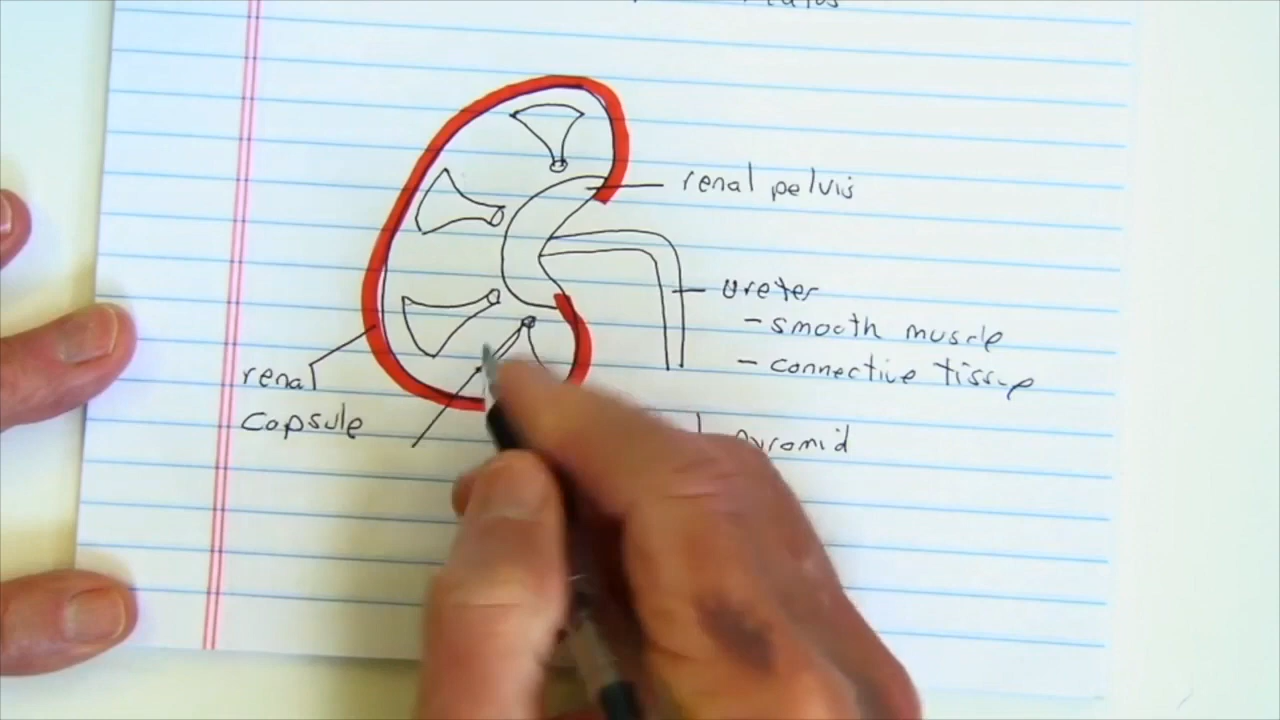 renal pelvis
ureter
- smooth muscle
- connective tissue
renal
capsule
pyramid